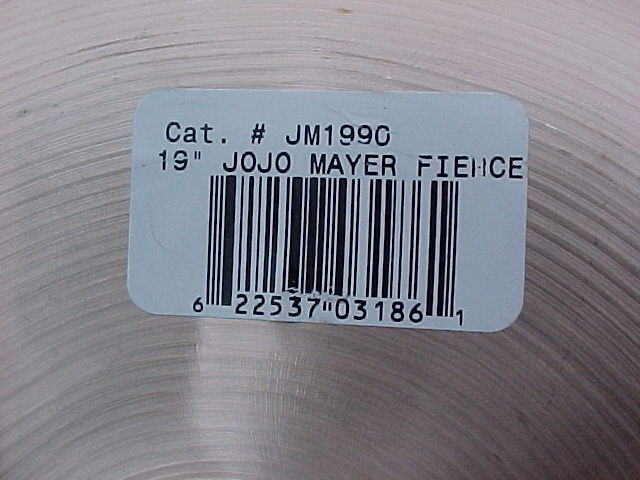 Cat. # JM1990
19" JOJO MAYER FIERCE
6 22537 03186 1